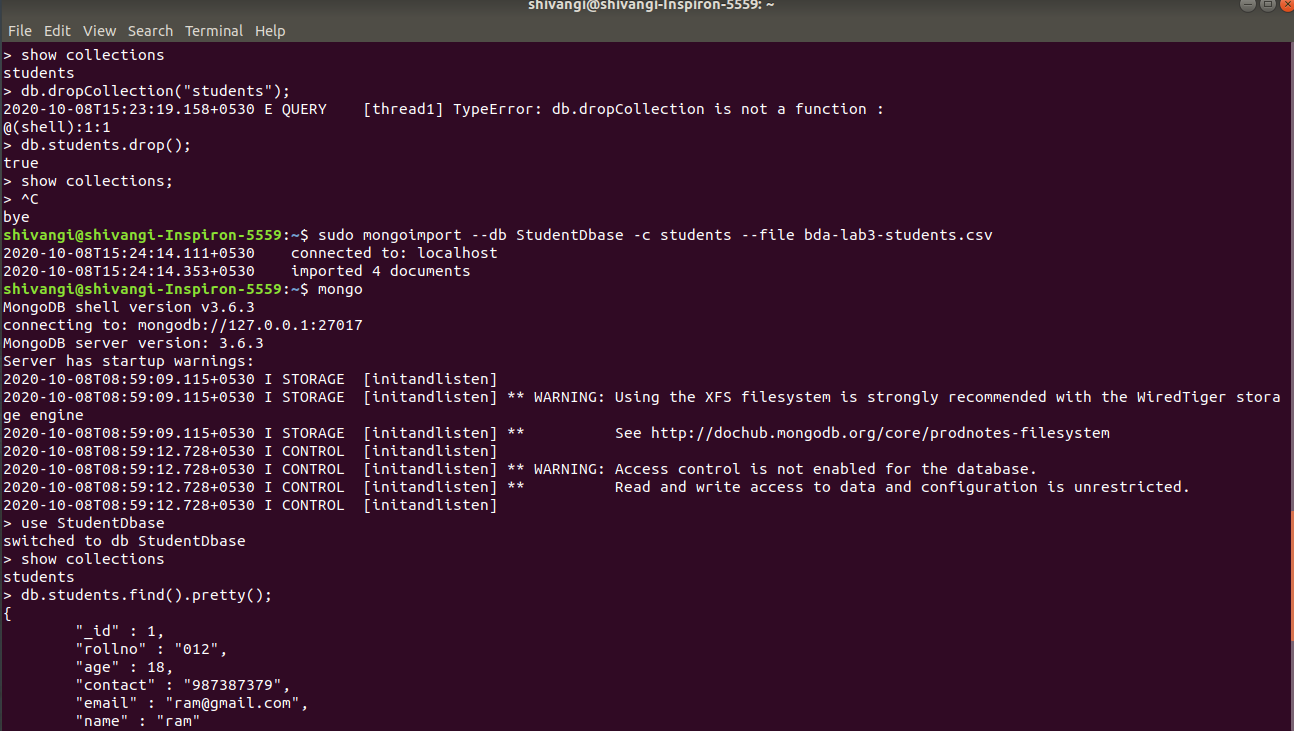 shivangi@shivangi-Inspiron-5559: ~
File Edit View Search Terminal Help
> show collections
students
> db.dropCollection("students");
2020-10-08T15:23:19.158+0530 E QUERY    [thread1] TypeError: db.dropCollection is not a function :
@(shell):1:1
> db.students.drop();
true
> show collections;
> ^C
bye
shivangi@shivangi-Inspiron-5559:~$ sudo mongoimport --db StudentDbase -c students --file bda-lab3-students.csv
2020-10-08T15:24:14.111+0530    connected to: localhost
2020-10-08T15:24:14.353+0530    imported 4 documents
shivangi@shivangi-Inspiron-5559:~$ mongo
MongoDB shell version v3.6.3
connecting to: mongodb://127.0.0.1:27017
MongoDB server version: 3.6.3
Server has startup warnings:
2020-10-08T08:59:09.115+0530 I STORAGE  [initandlisten]
2020-10-08T08:59:09.115+0530 I STORAGE  [initandlisten] ** WARNING: Using the XFS filesystem is strongly recommended with the WiredTiger stora
ge engine
2020-10-08T08:59:09.115+0530 I STORAGE  [initandlisten] **          See http://dochub.mongodb.org/core/prodnotes-filesystem
2020-10-08T08:59:12.728+0530 I CONTROL  [initandlisten]
2020-10-08T08:59:12.728+0530 I CONTROL  [initandlisten] ** WARNING: Access control is not enabled for the database.
2020-10-08T08:59:12.728+0530 I CONTROL  [initandlisten] **          Read and write access to data and configuration is unrestricted.
2020-10-08T08:59:12.728+0530 I CONTROL  [initandlisten]
> use StudentDbase
switched to db StudentDbase
> show collections
students
> db.students.find().pretty();
{
        "_id" : 1,
        "rollno" : "012",
        "age" : 18,
        "contact" : "987387379",
        "email" : "ram@gmail.com",
        "name" : "ram"